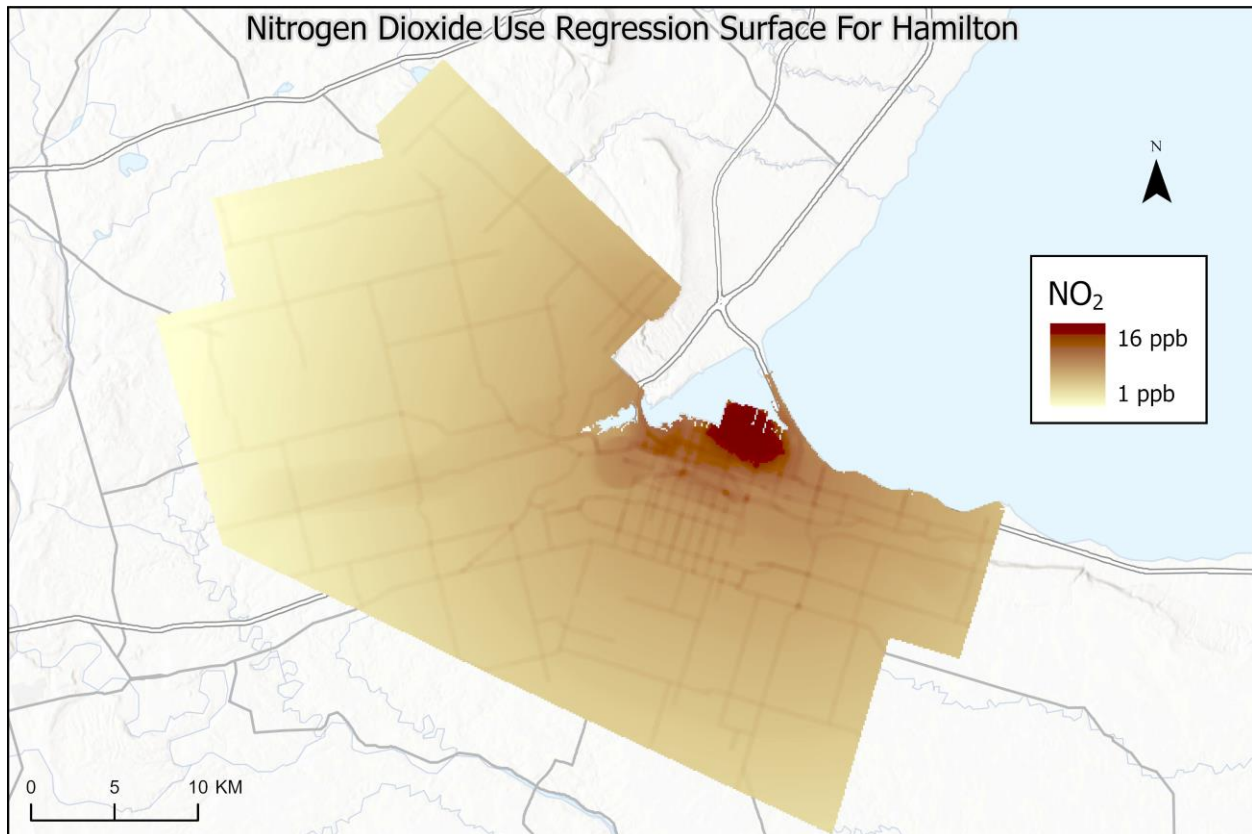 Nitrogen Dioxide Use Regression Surface For Hamilton
N
NO₂
16 ppb
1 ppb
0 5 10 KM